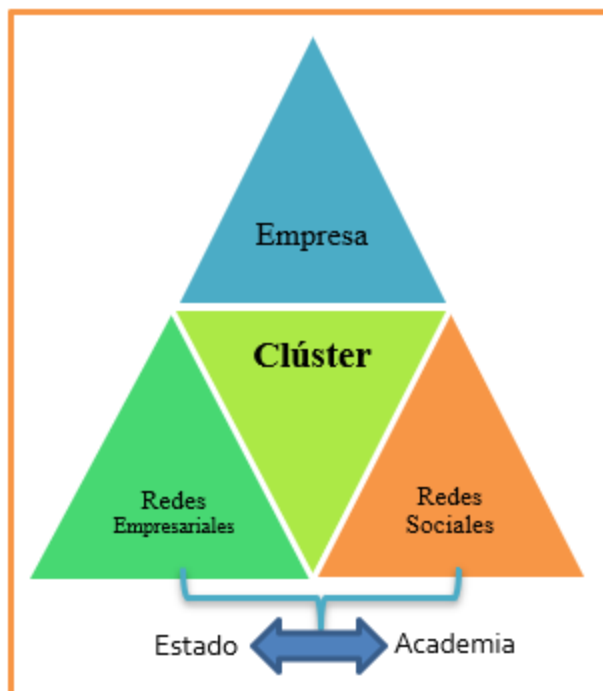 Empresa
Clúster
Redes
Empresariales
Redes
Sociales
Estado
Academia